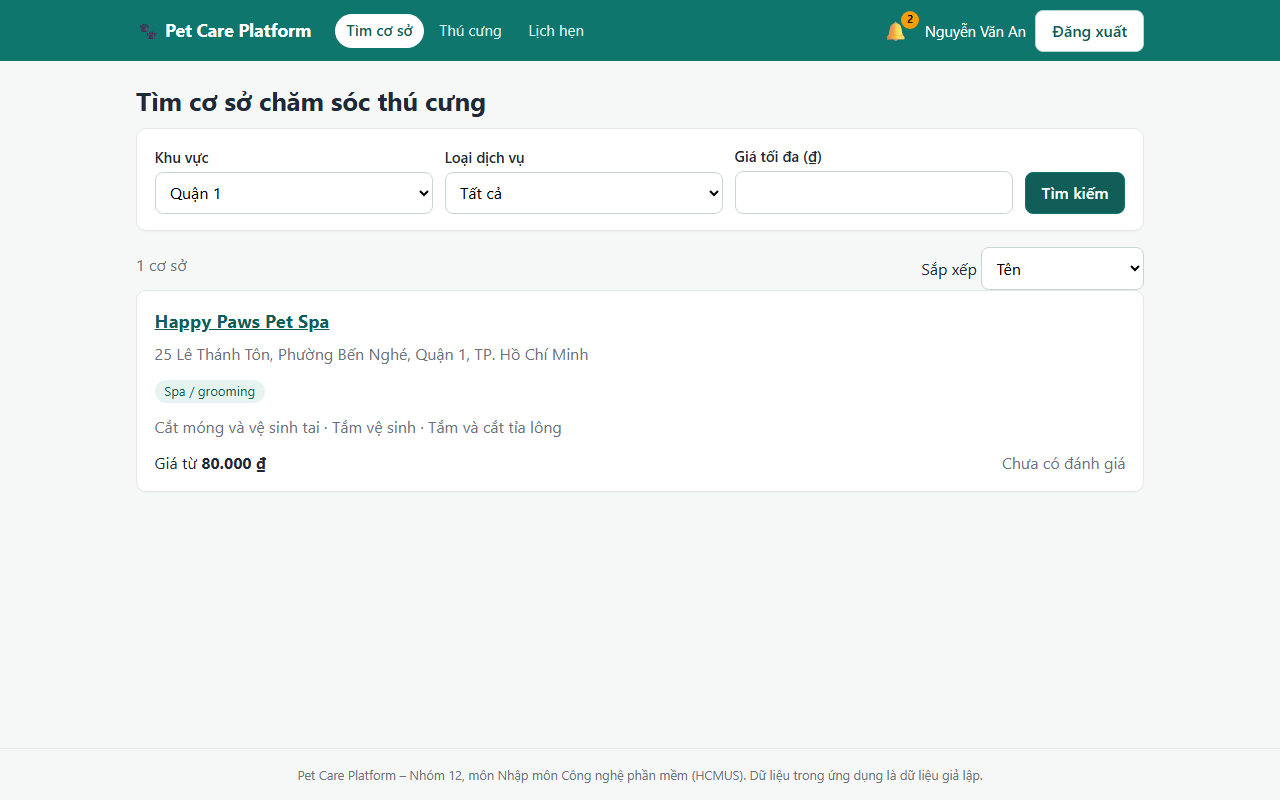 Pet Care Platform
Tìm cơ sở
Thú cưng
Lịch hẹn
2
Nguyễn Văn An
Đăng xuất
Tìm cơ sở chăm sóc thú cưng
Khu vực
Loại dịch vụ
Giá tối đa (₫)
Quận 1
Tất cả
Tìm kiếm
1 cơ sở
Sắp xếp
Tên
Happy Paws Pet Spa
25 Lê Thánh Tôn, Phường Bến Nghé, Quận 1, TP. Hồ Chí Minh
Spa / grooming
Cắt móng và vệ sinh tai · Tắm vệ sinh · Tắm và cắt tỉa lông
Giá từ 80.000 ₫
Chưa có đánh giá
Pet Care Platform – Nhóm 12, môn Nhập môn Công nghệ phần mềm (HCMUS). Dữ liệu trong ứng dụng là dữ liệu giả lập.